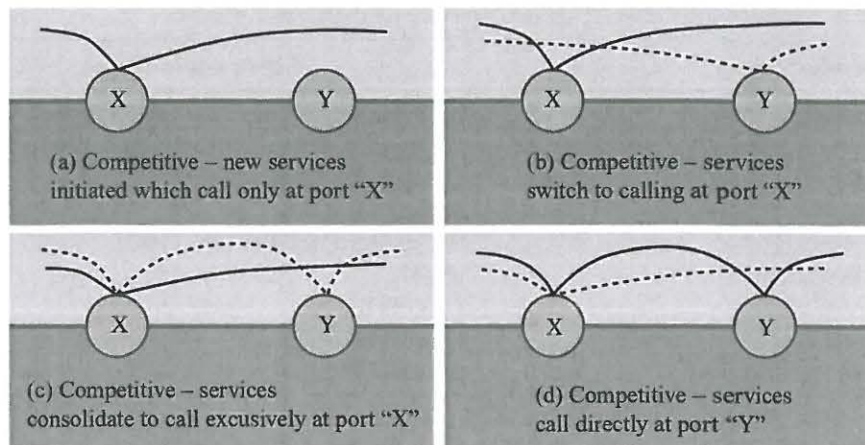 X
Y
(a) Competitive – new services
initiated which call only at port “X”
X
Y
(b) Competitive – services
switch to calling at port “X”
X
Y
(c) Competitive – services
consolidate to call excusively at port “X”
X
Y
(d) Competitive – services
call directly at port “Y”